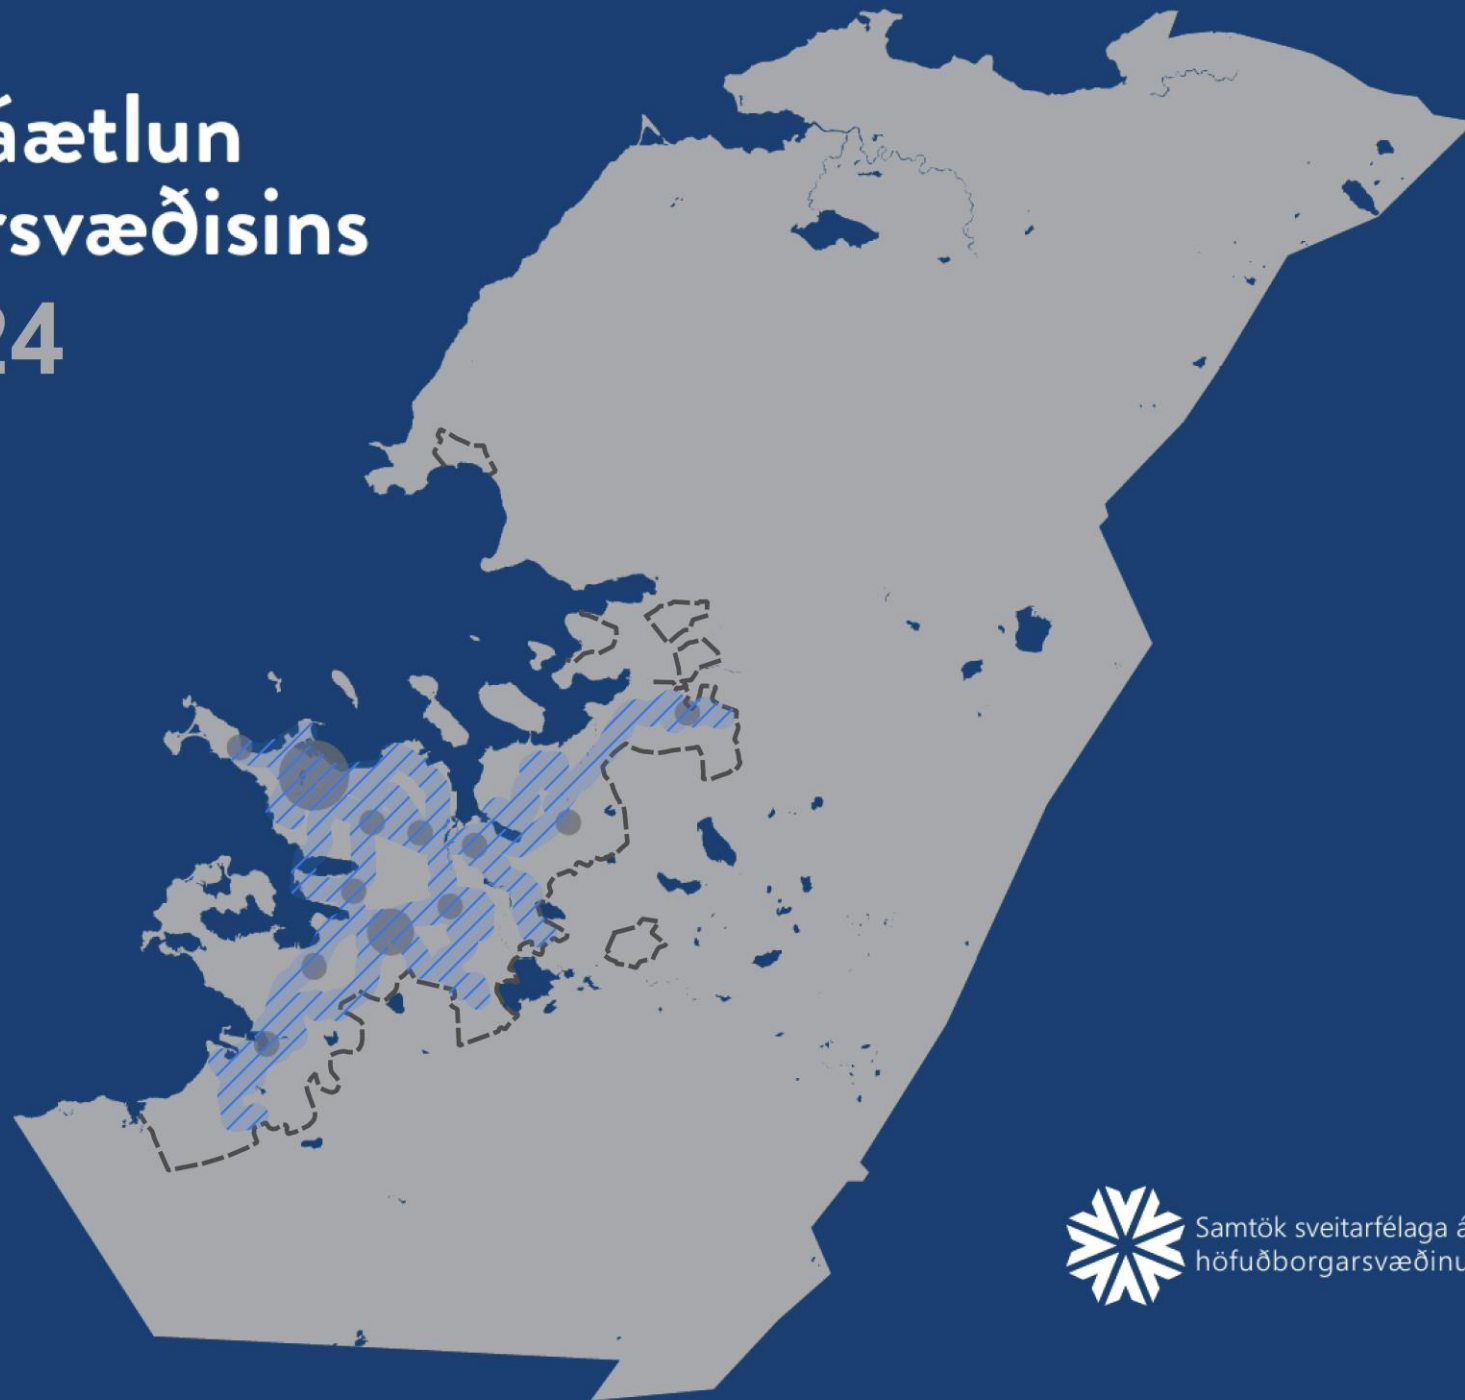 áætlun
rsvæðisins
24
Samtök sveitarfélaga á
höfuðborgarsvæðinu